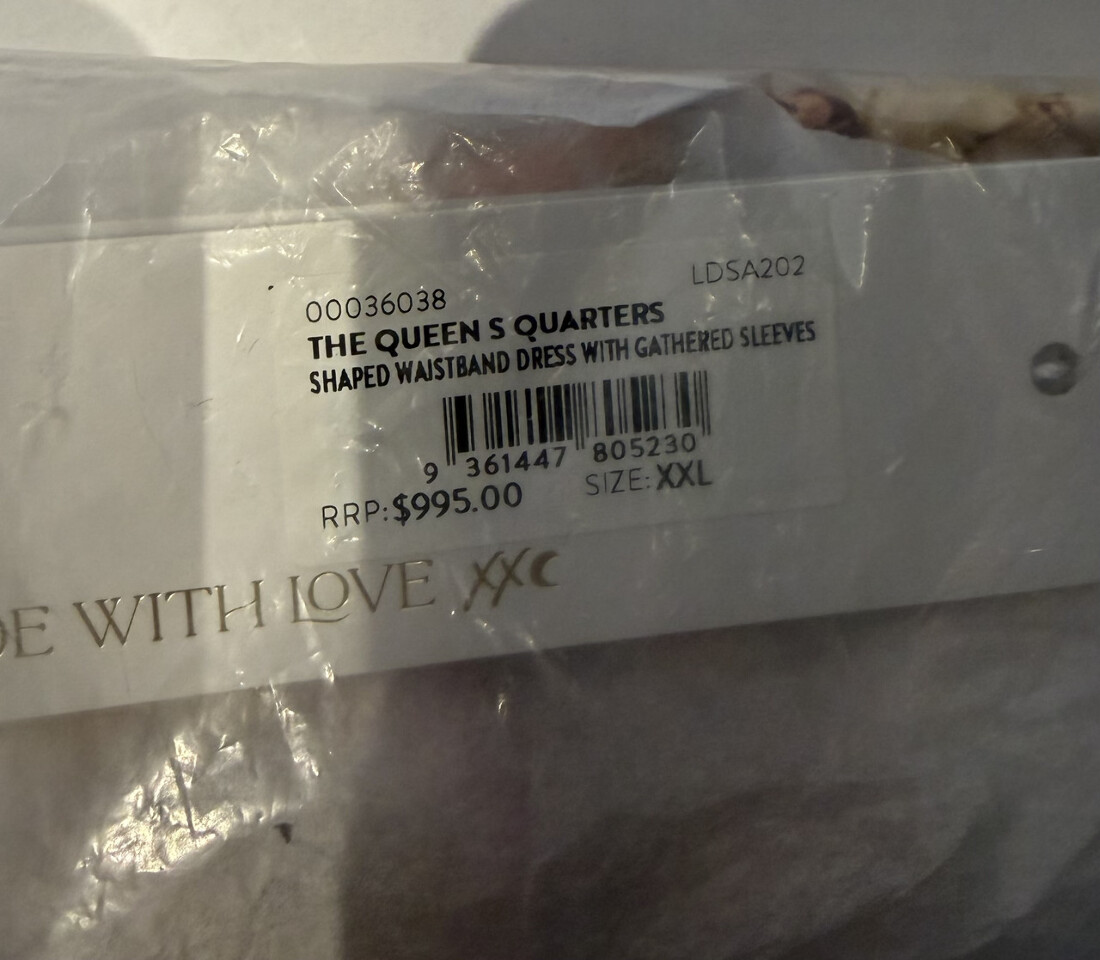 LDSA202
00036038
THE QUEEN S QUARTERS
SHAPED WAISTBAND DRESS WITH GATHERED SLEEVES
9 361447 805230
RRP:$995.00 SIZE:XXL
WITH LOVE XXC